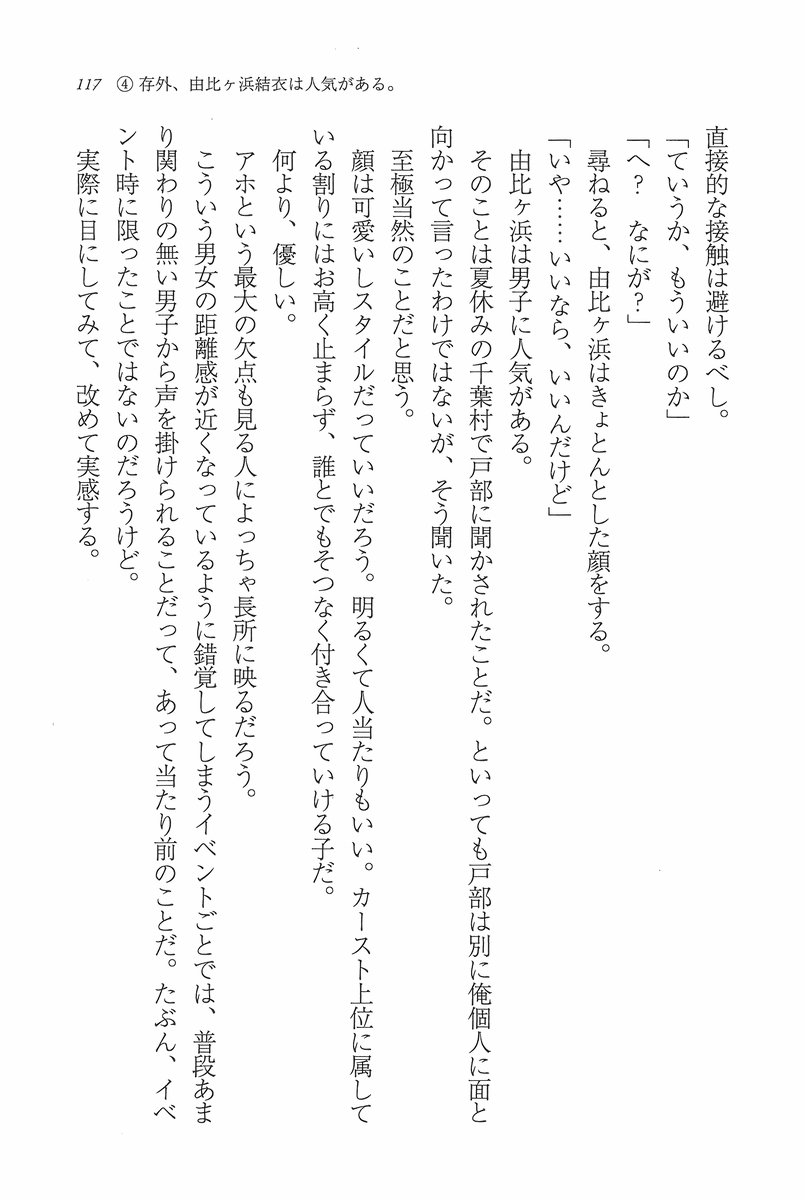 117　④ 存外、由比ヶ浜結衣は人気がある。
直接的な接触は避けるべし。
「ていうか、もういいのか」
「へ？　なにが？」
尋ねると、由比ヶ浜はきょとんとした顔をする。
「いや……いいなら、いいんだけど」
由比ヶ浜は男子に人気がある。
そのことは夏休みの千葉村で戸部に聞かされたことだ。といっても戸部は別に俺個人に面と
向かって言ったわけではないが、そう聞いた。
至極当然のことだと思う。
顔は可愛いしスタイルだっていいだろう。明るくて人当たりもいい。カースト上位に属して
いる割りにはお高く止まらず、誰とでもそつなく付き合っていける子だ。
何より、優しい。
アホという最大の欠点も見る人によっちゃ長所に映るだろう。
こういう男女の距離感が近くなっているように錯覚してしまうイベントごとでは、普段あま
り関わりの無い男子から声を掛けられることだって、あって当たり前のことだ。たぶん、イベ
ント時に限ったことではないのだろうけど。
実際に目にしてみて、改めて実感する。